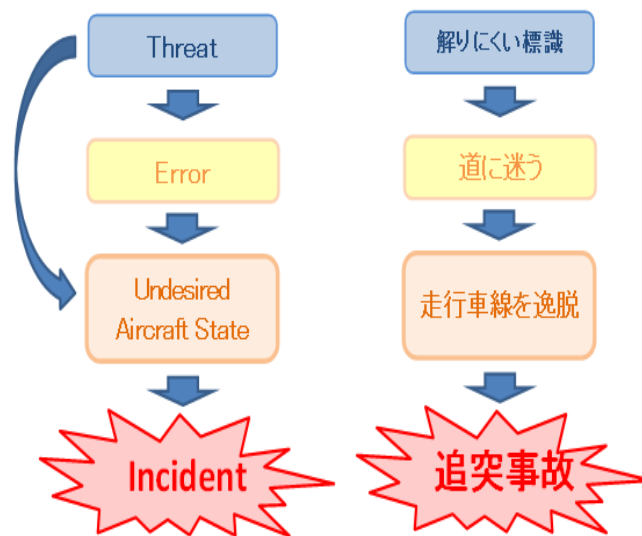 Threat
Error
Undesired
Aircraft State
Incident
解りにくい標識
道に迷う
走行車線を逸脱
追突事故